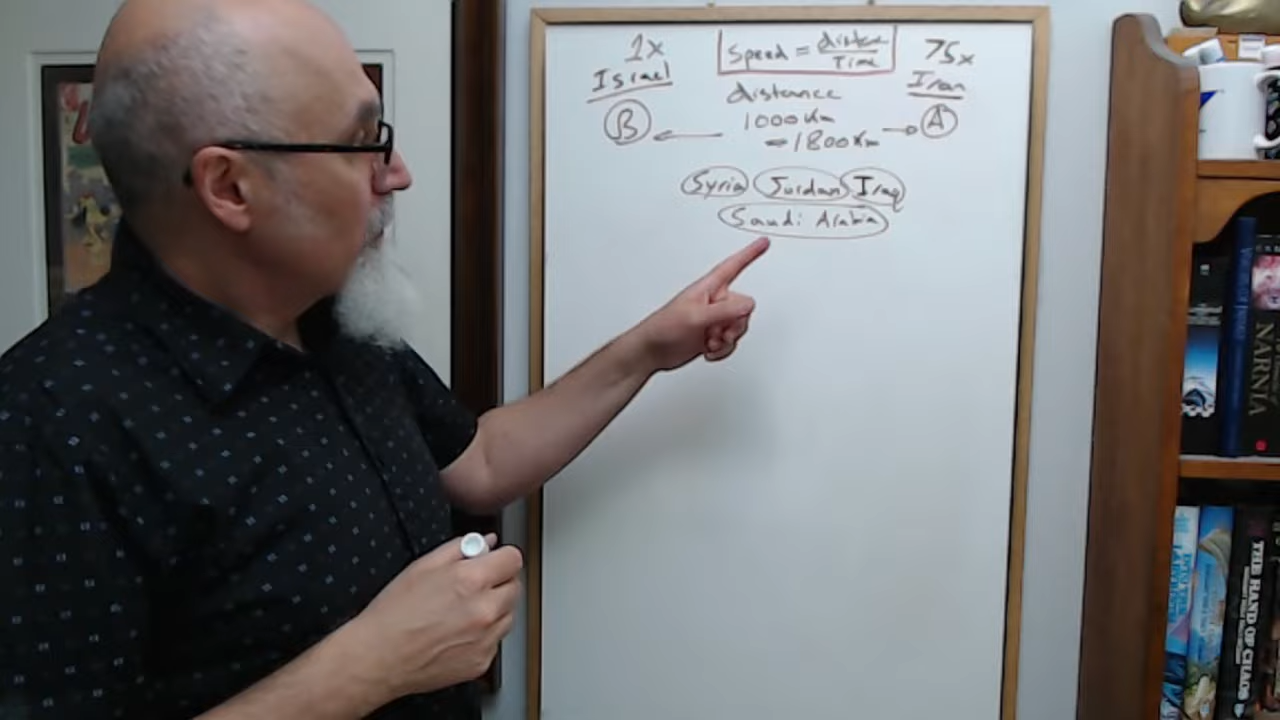 1x
Israel
B
Speed = distance / Time
distance
1000 Km
1800 Km
75x
Iran
A
Syria Jordan Iraq
Saudi Arabia
NARNIA
THE HAND OF CHAOS